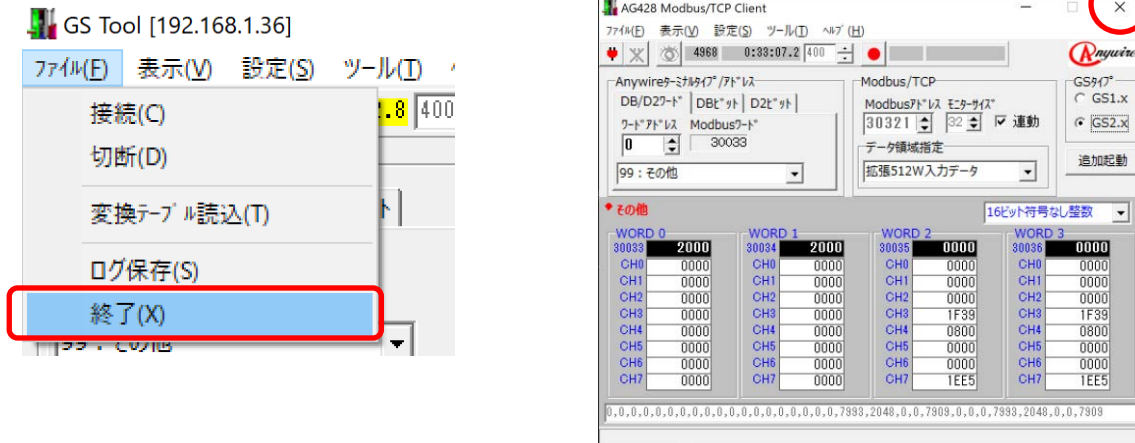 GS Tool [192.168.1.36]
ファイル(F) 表示(V) 設定(S) ツール(T)
接続(C)
切断(D)
変換テーブル読込(T)
ログ保存(S)
終了(X)
.8 400
ト
99：その他
AG428 Modbus/TCP Client
ファイル(F) 表示(V) 設定(S) ツール(T) ヘルプ(H)
4968 0:33:07.2 400
Anywire
Anywireターミナルタイプ/アドレス
DB/D2ワード DBビット D2ビット
ワードアドレス Modbusワード
0 30033
99：その他
Modbus/TCP
Modbusアドレス モニターサイズ
30321 32 連動
データ領域指定
拡張512W入力データ
GSタイプ
GS1.x
GS2.x
追加起動
その他
16ビット符号なし整数
WORD 0 WORD 1 WORD 2 WORD 3
30033 2000 30034 2000 30035 0000 30036 0000
CH0 0000 CH0 0000 CH0 0000 CH0 0000
CH1 0000 CH1 0000 CH1 0000 CH1 0000
CH2 0000 CH2 0000 CH2 0000 CH2 0000
CH3 0000 CH3 0000 CH3 1F39 CH3 1F39
CH4 0000 CH4 0000 CH4 0800 CH4 0800
CH5 0000 CH5 0000 CH5 0000 CH5 0000
CH6 0000 CH6 0000 CH6 0000 CH6 0000
CH7 0000 CH7 0000 CH7 1EE5 CH7 1EE5
0,0,0,0,0,0,0,0,0,0,0,0,0,0,0,0,0,0,0,0,7993,2048,0,0,7909,0,0,0,7993,2048,0,0,7909